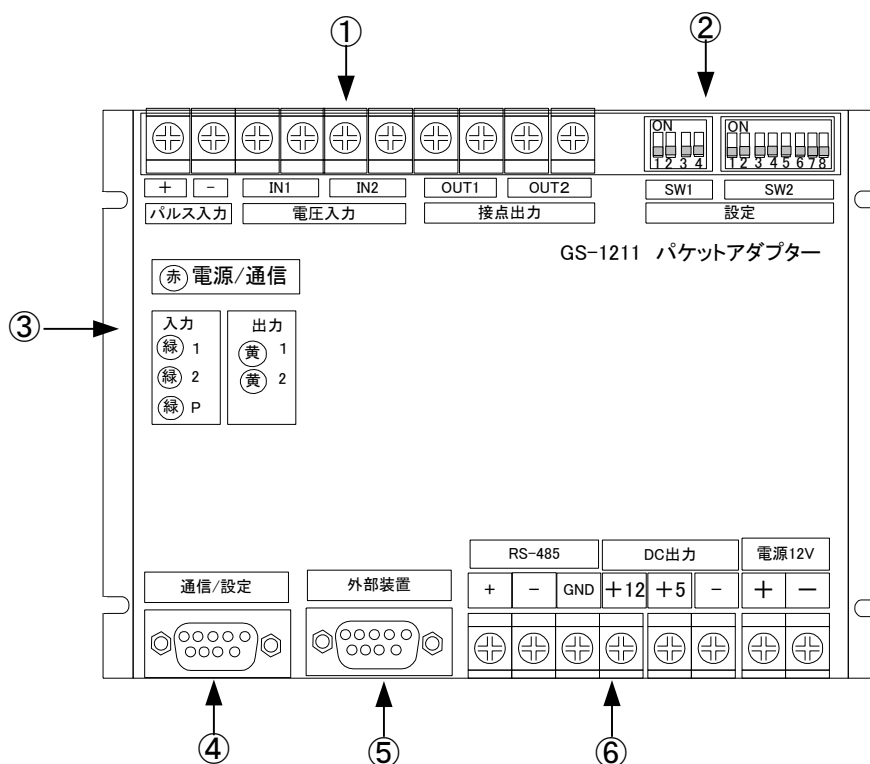 ① ②
ON ON
1 2 3 4 1 2 3 4 5 6 7 8
+ - IN1 IN2 OUT1 OUT2 SW1 SW2
パルス入力 電圧入力 接点出力 設定
GS-1211 パケットアダプター
赤 電源/通信
③
入力 出力
緑 1 黄 1
緑 2 黄 2
緑 P
RS-485 DC出力 電源12V
通信/設定 外部装置
+ - GND +12 +5 - + -
④ ⑤ ⑥